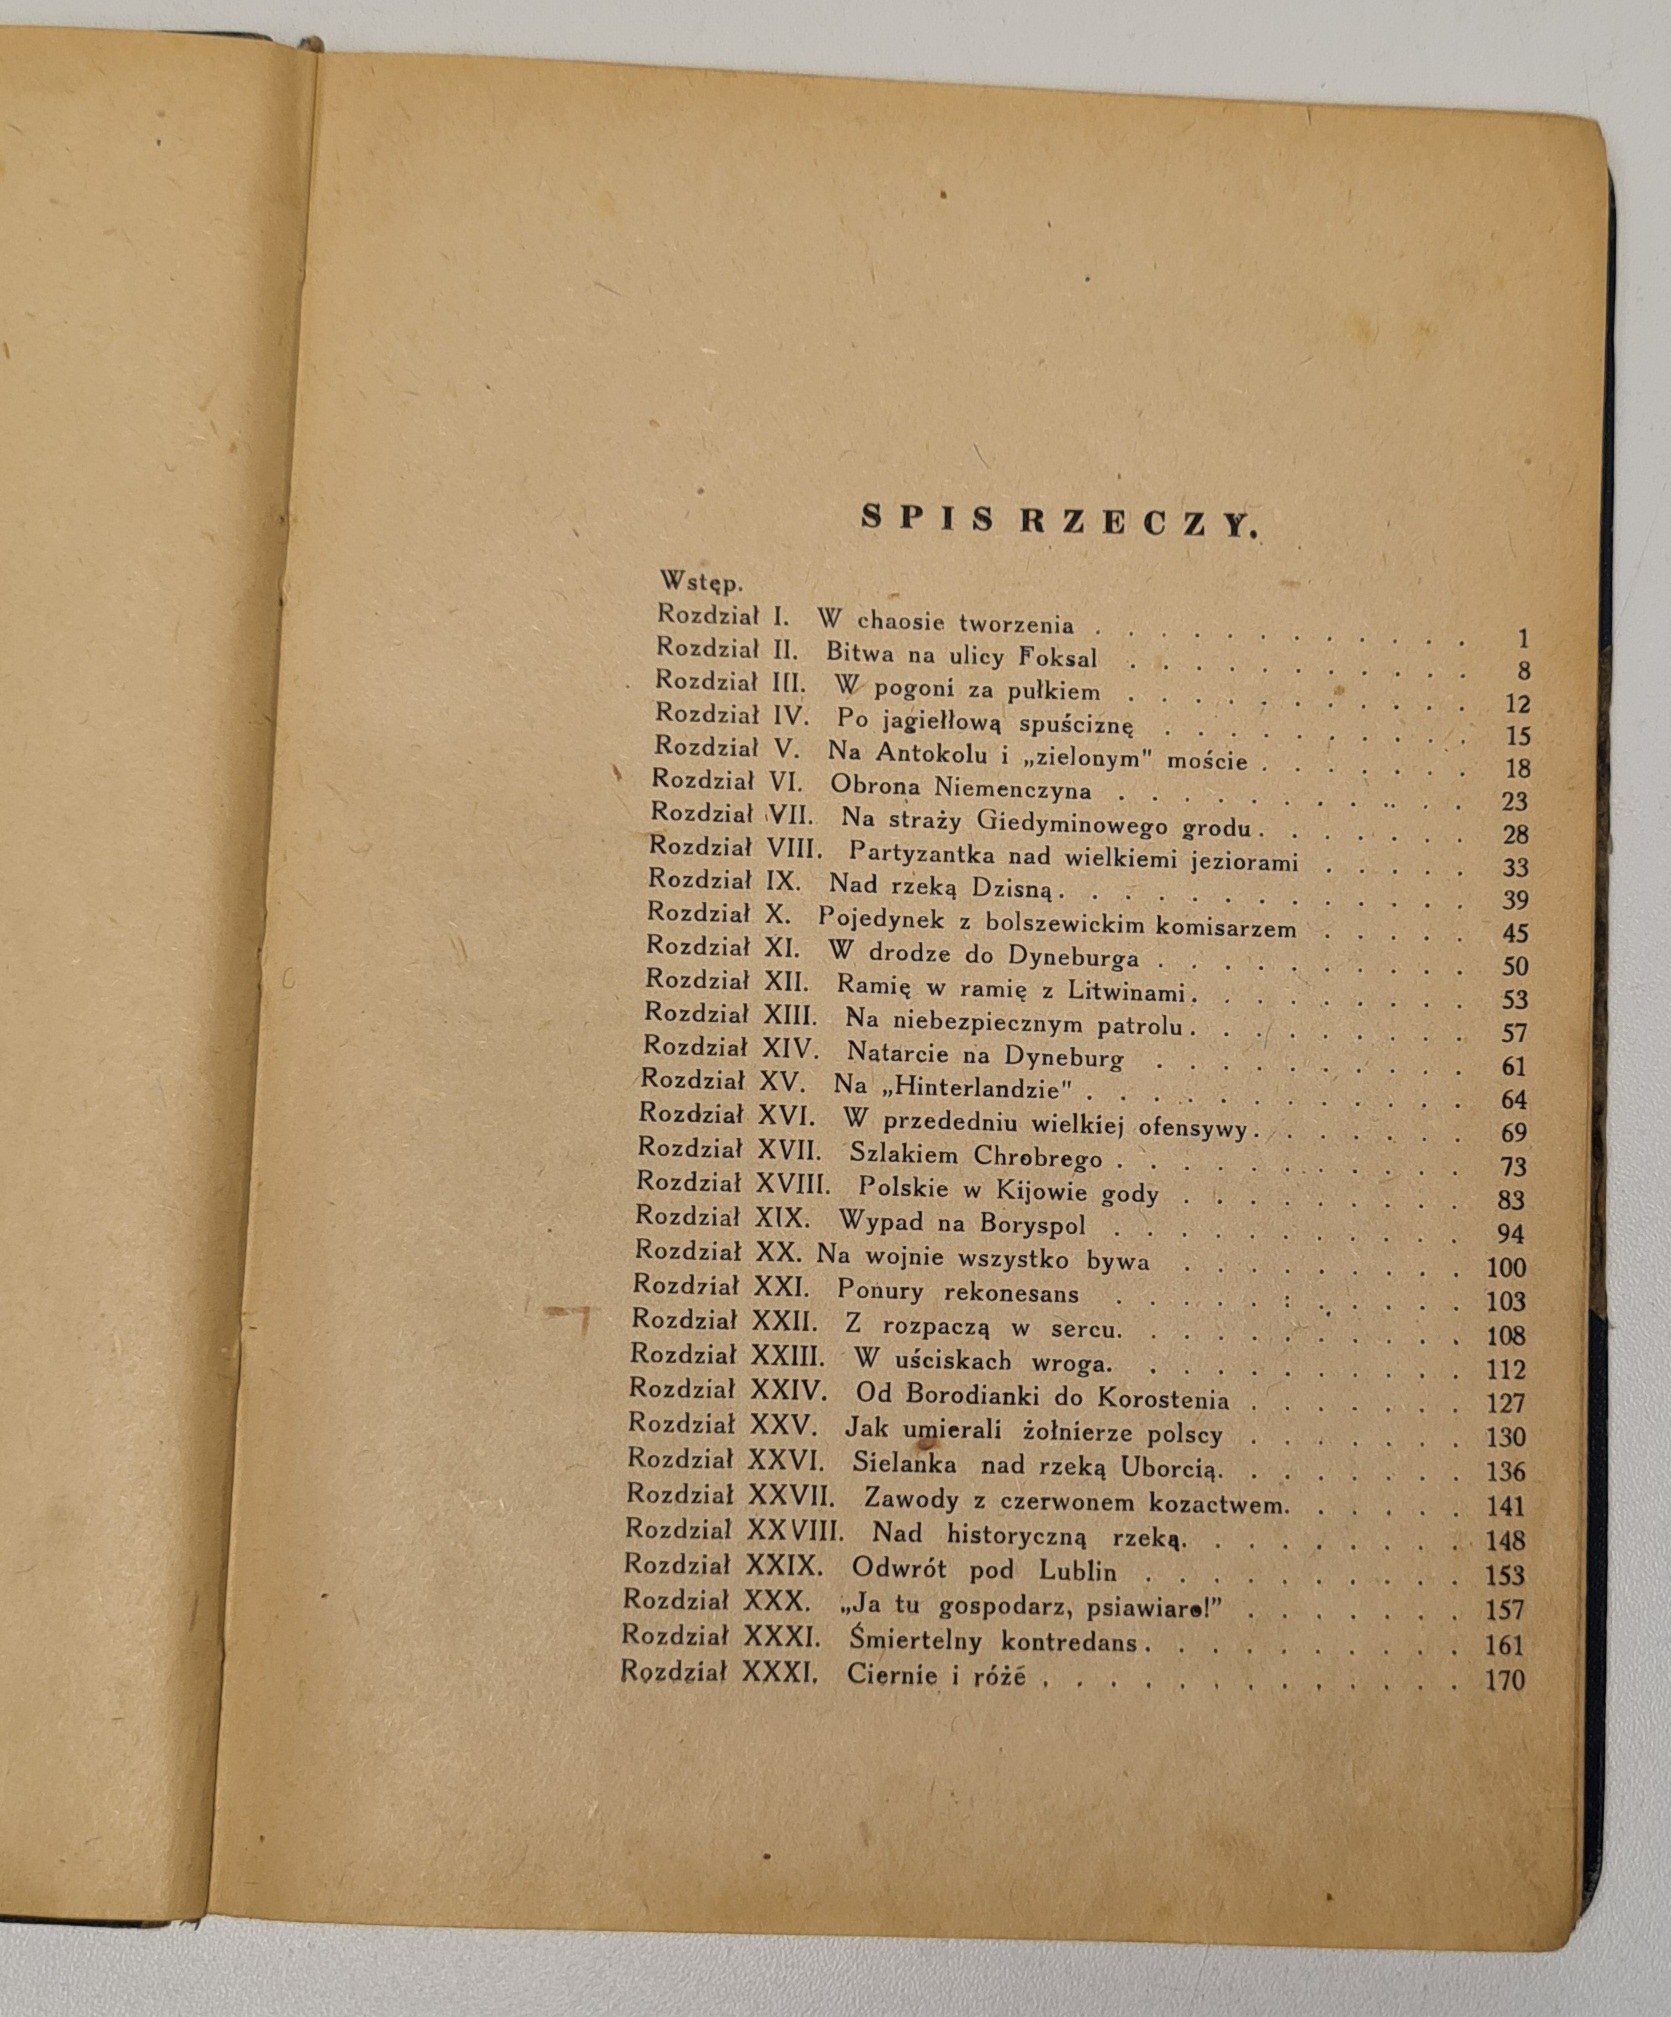 SPIS RZECZY.
Wstęp.
Rozdział I. W chaosie tworzenia . . . . . . . . . . . . 1
Rozdział II. Bitwa na ulicy Foksal . . . . . . . . . . . 8
Rozdział III. W pogoni za pułkiem . . . . . . . . . . . 12
Rozdział IV. Po jagiełłową spuściznę . . . . . . . . . . 15
Rozdział V. Na Antokolu i „zielonym" moście . . . . . . . 18
Rozdział VI. Obrona Niemenczyna . . . . . . . . . . . 23
Rozdział VII. Na straży Giedyminowego grodu . . . . . . . 28
Rozdział VIII. Partyzantka nad wielkiemi jeziorami . . . . . 33
Rozdział IX. Nad rzeką Dzisną . . . . . . . . . . . . . 39
Rozdział X. Pojedynek z bolszewickim komisarzem . . . . . 45
Rozdział XI. W drodze do Dyneburga . . . . . . . . . . 50
Rozdział XII. Ramię w ramię z Litwinami . . . . . . . . . 53
Rozdział XIII. Na niebezpiecznym patrolu . . . . . . . . . 57
Rozdział XIV. Natarcie na Dyneburg . . . . . . . . . . 61
Rozdział XV. Na „Hinterlandzie" . . . . . . . . . . . . 64
Rozdział XVI. W przededniu wielkiej ofensywy . . . . . . . 69
Rozdział XVII. Szlakiem Chrobrego . . . . . . . . . . . 73
Rozdział XVIII. Polskie w Kijowie gody . . . . . . . . . 83
Rozdział XIX. Wypad na Boryspol . . . . . . . . . . . 94
Rozdział XX. Na wojnie wszystko bywa . . . . . . . . . 100
Rozdział XXI. Ponury rekonesans . . . . . . . . . . . 103
Rozdział XXII. Z rozpaczą w sercu. . . . . . . . . . . 108
Rozdział XXIII. W uściskach wroga. . . . . . . . . . . 112
Rozdział XXIV. Od Borodianki do Korostenia . . . . . . . 127
Rozdział XXV. Jak umierali żołnierze polscy . . . . . . . 130
Rozdział XXVI. Sielanka nad rzeką Uborcią. . . . . . . . 136
Rozdział XXVII. Zawody z czerwonem kozactwem. . . . . . 141
Rozdział XXVIII. Nad historyczną rzeką. . . . . . . . . 148
Rozdział XXIX. Odwrót pod Lublin . . . . . . . . . . 153
Rozdział XXX. „Ja tu gospodarz, psiawiaro!” . . . . . . . 157
Rozdział XXXI. Śmiertelny kontredans . . . . . . . . . . 161
Rozdział XXXI. Ciernie i róże . . . . . . . . . . . . . 170